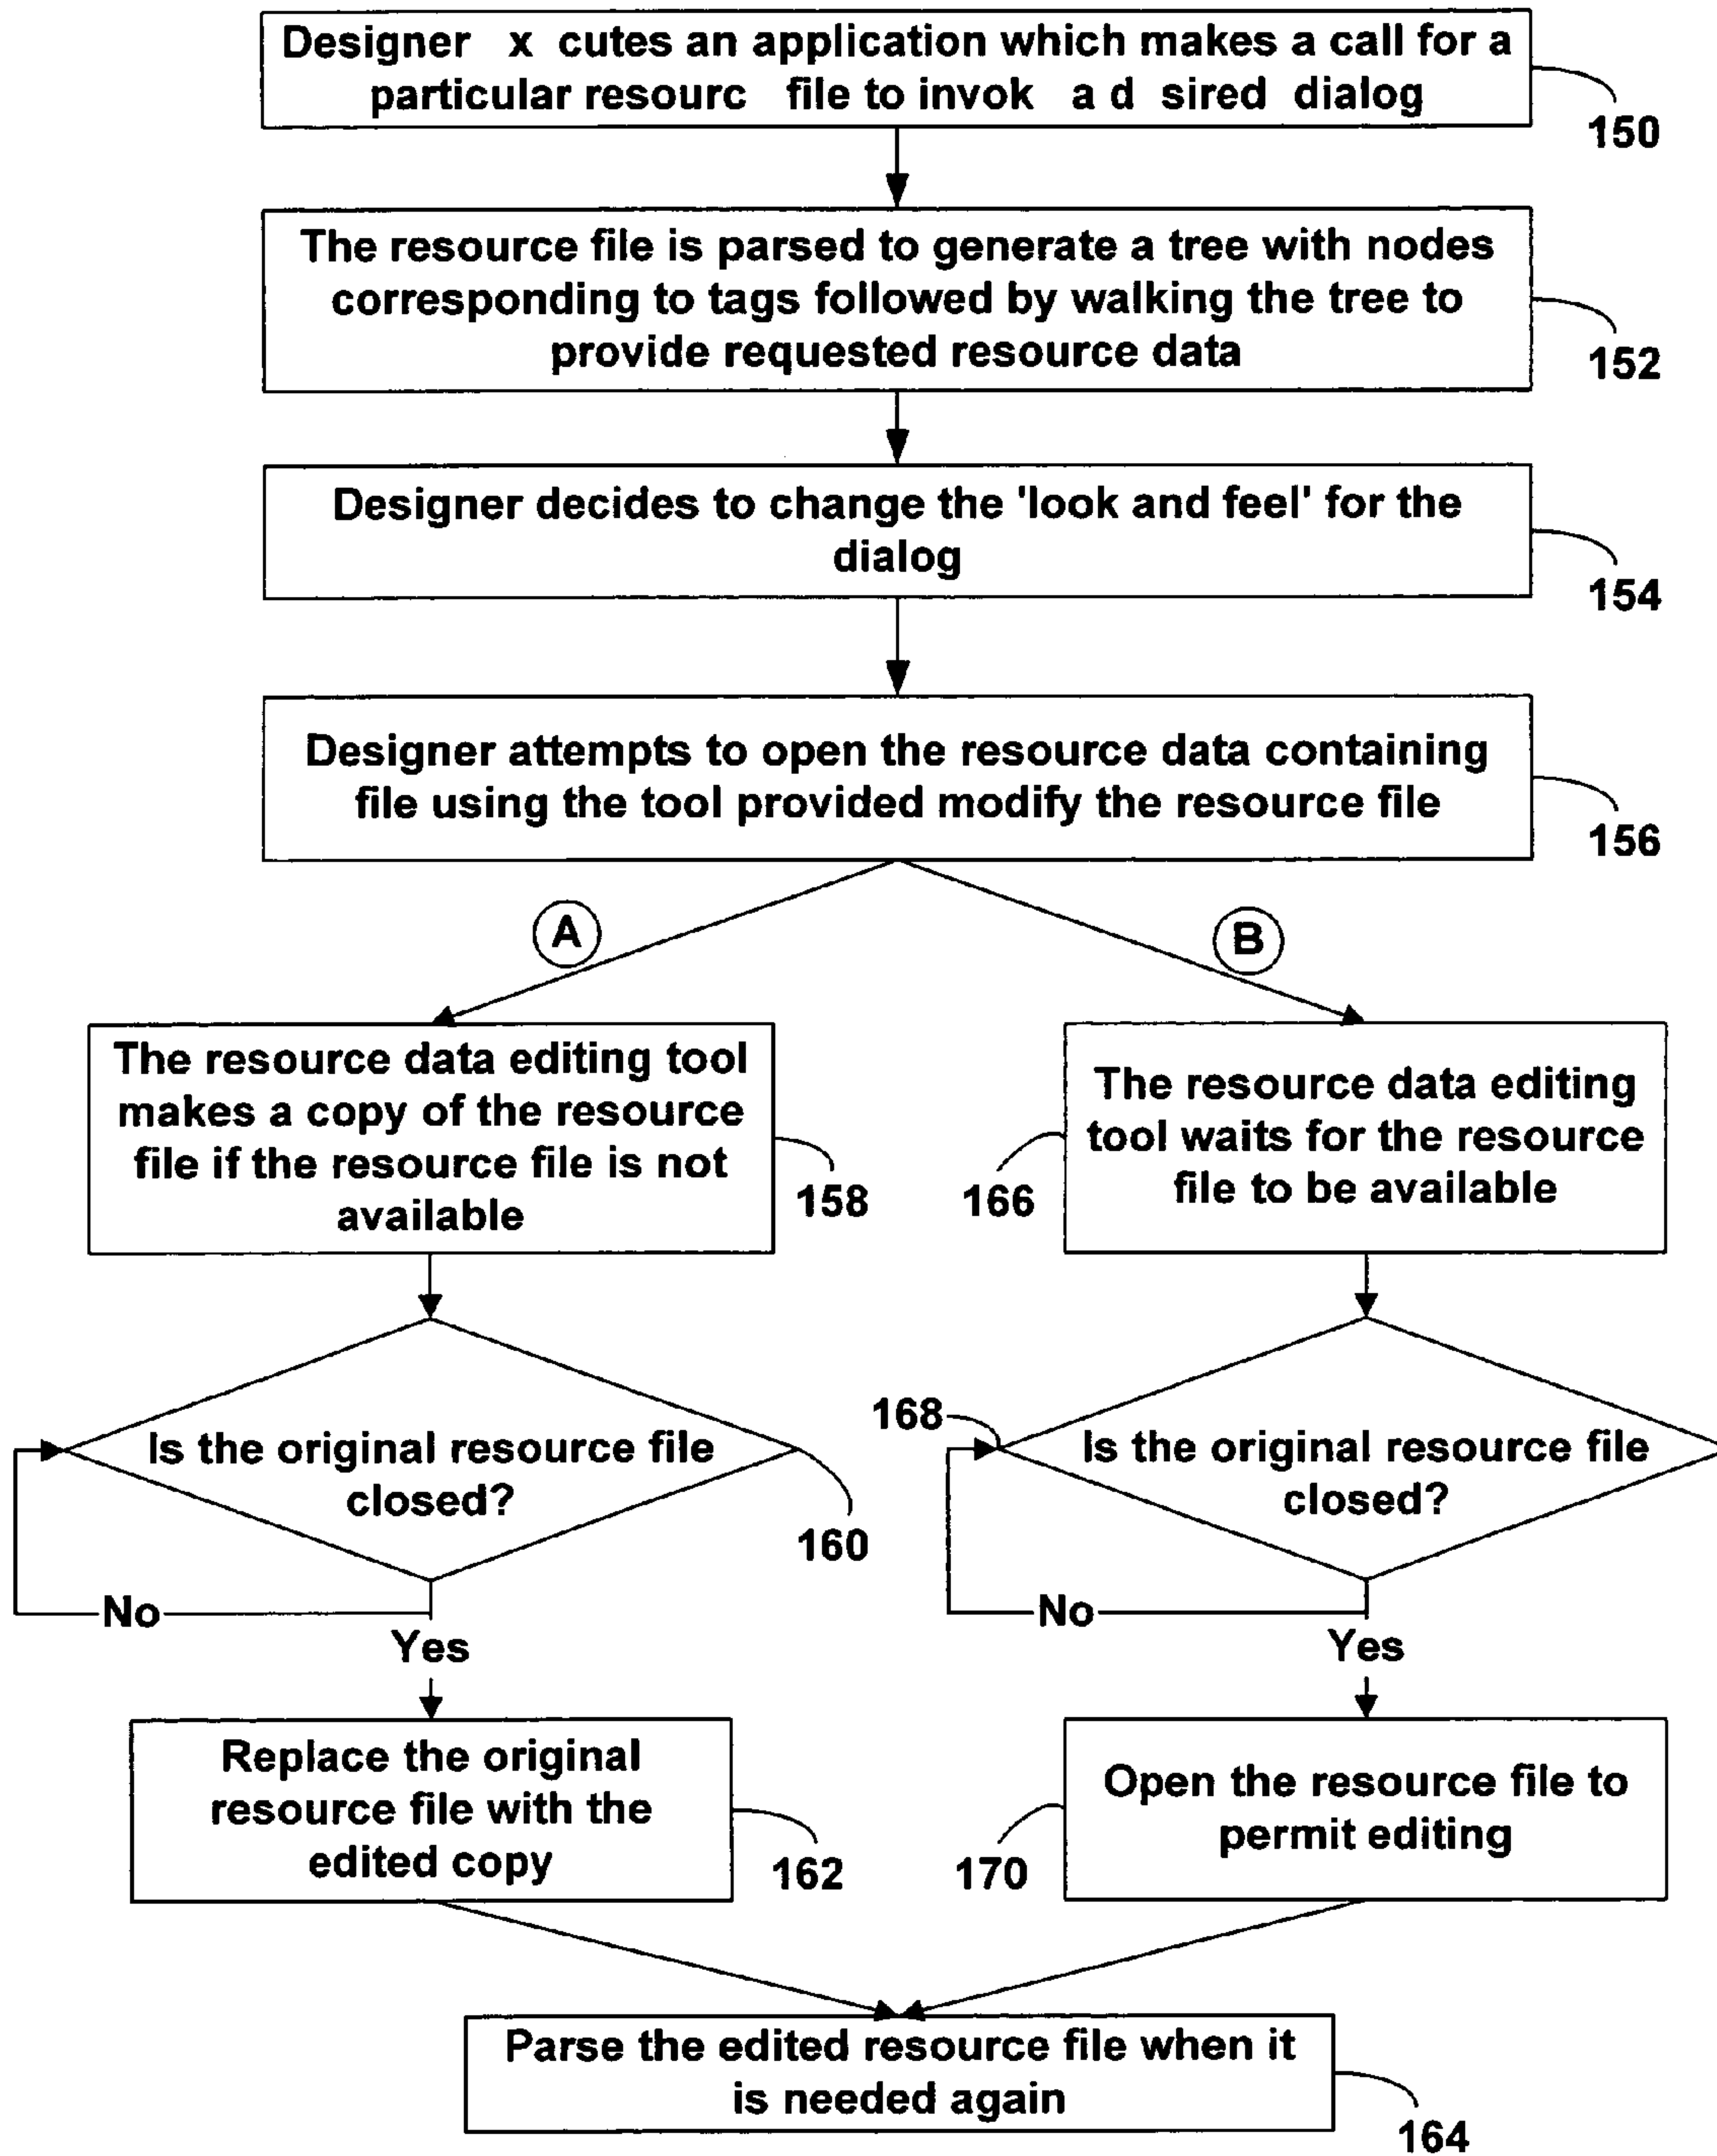 Designer x cutes an application which makes a call for a
particular resourc file to invok a d sired dialog
150
The resource file is parsed to generate a tree with nodes
corresponding to tags followed by walking the tree to
provide requested resource data
152
Designer decides to change the 'look and feel' for the
dialog
154
Designer attempts to open the resource data containing
file using the tool provided modify the resource file
156
A
B
The resource data editing tool
makes a copy of the resource
file if the resource file is not
available
158
166
The resource data editing
tool waits for the resource
file to be available
Is the original resource file
closed?
160
No
Yes
168
Is the original resource file
closed?
No
Yes
Replace the original
resource file with the
edited copy
162
170
Open the resource file to
permit editing
Parse the edited resource file when it
is needed again
164